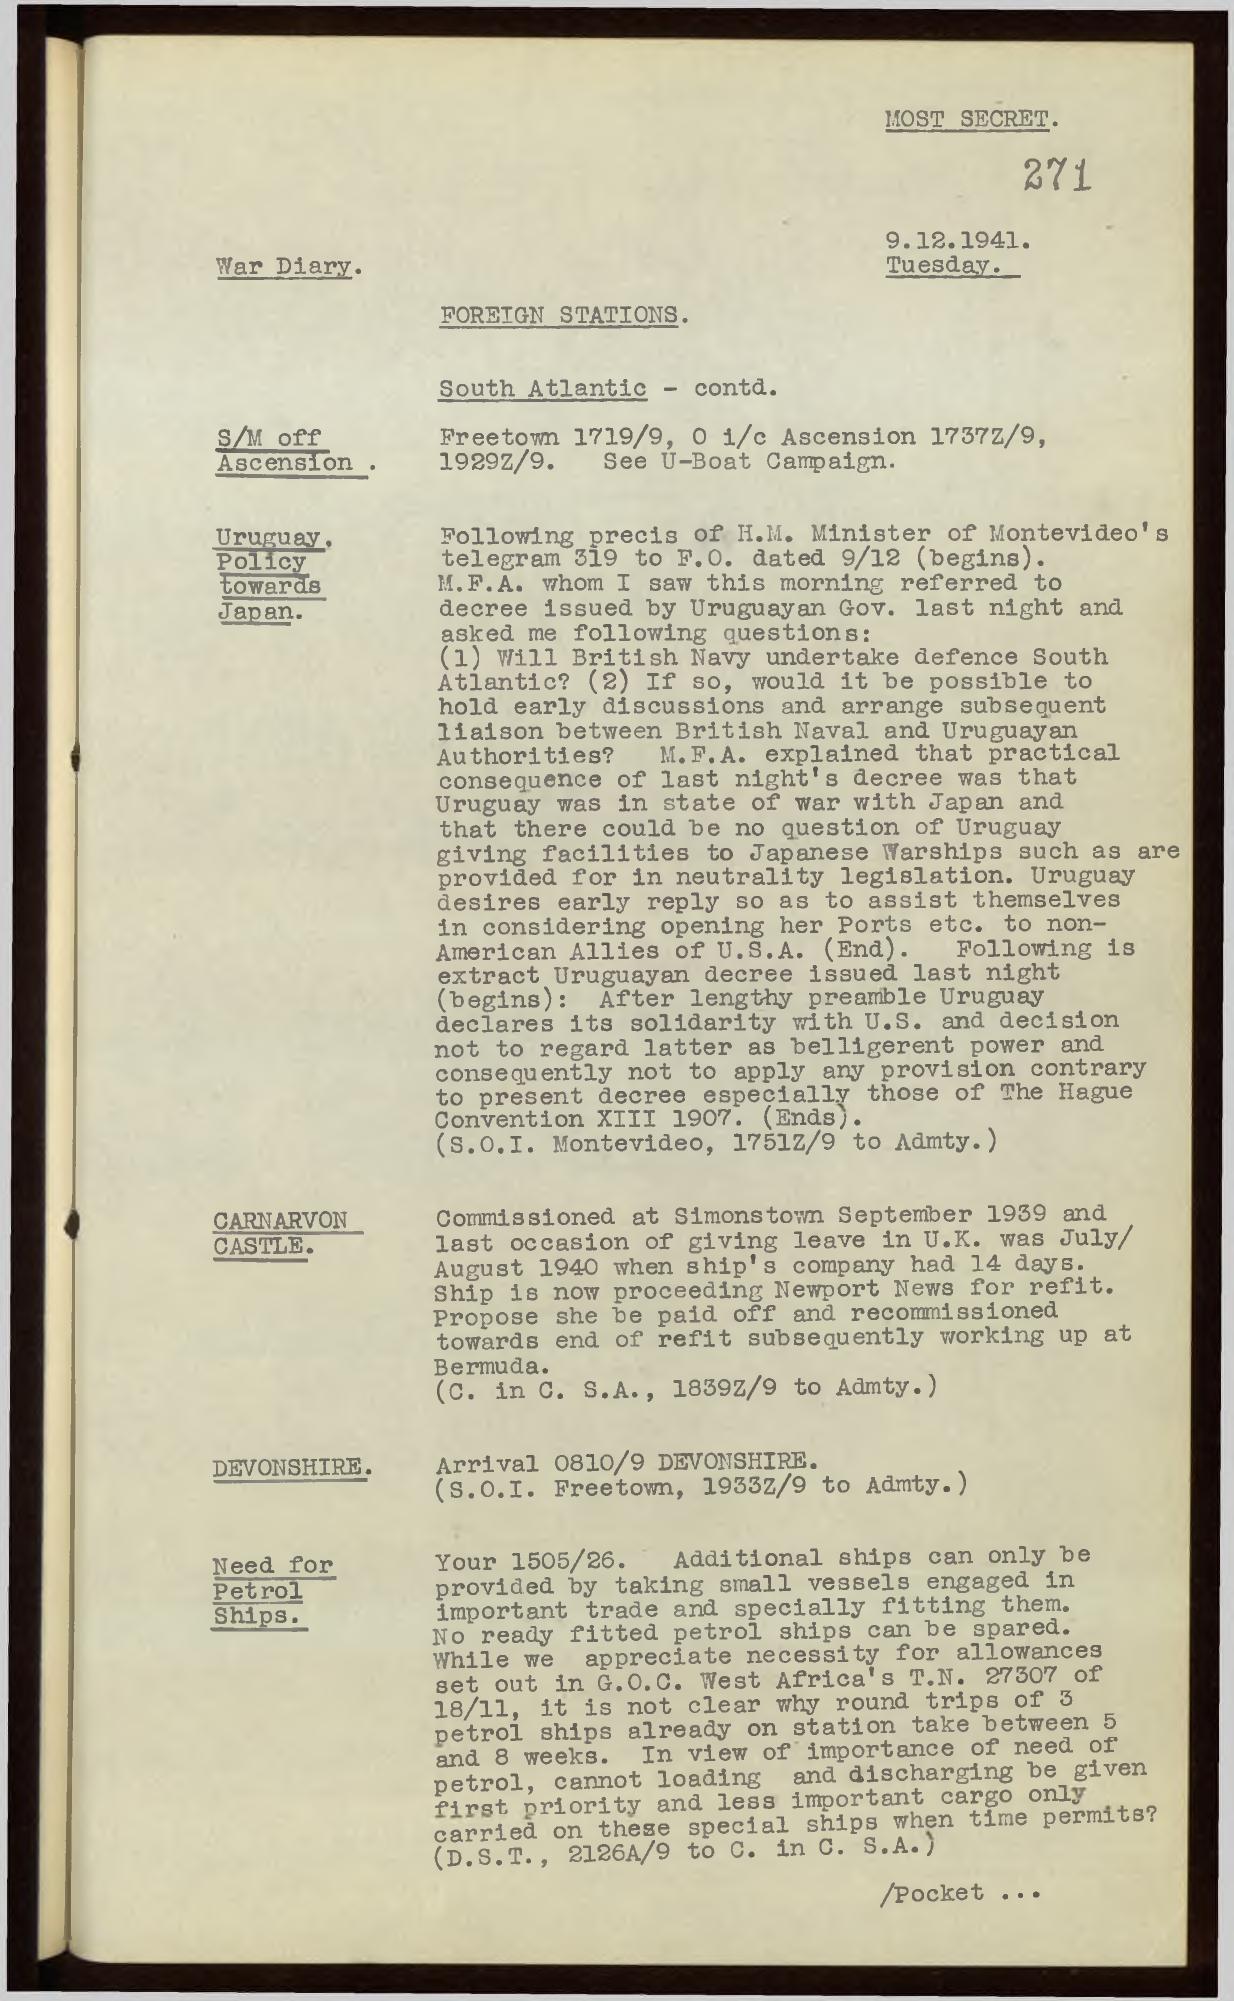 MOST SECRET.
271
9.12.1941.
Tuesday.
War Diary.
FOREIGN STATIONS.
South Atlantic - contd.
S/M off
Ascension .
Freetown 1719/9, O i/c Ascension 1737Z/9,
1929Z/9.   See U-Boat Campaign.
Uruguay.
Policy
towards
Japan.
Following precis of H.M. Minister of Montevideo's
telegram 319 to F.O. dated 9/12 (begins).
M.F.A. whom I saw this morning referred to
decree issued by Uruguayan Gov. last night and
asked me following questions:
(1) Will British Navy undertake defence South
Atlantic? (2) If so, would it be possible to
hold early discussions and arrange subsequent
liaison between British Naval and Uruguayan
Authorities?   M.F.A. explained that practical
consequence of last night's decree was that
Uruguay was in state of war with Japan and
that there could be no question of Uruguay
giving facilities to Japanese Warships such as are
provided for in neutrality legislation. Uruguay
desires early reply so as to assist themselves
in considering opening her Ports etc. to non-
American Allies of U.S.A. (End).   Following is
extract Uruguayan decree issued last night
(begins):  After lengthy preamble Uruguay
declares its solidarity with U.S. and decision
not to regard latter as belligerent power and
consequently not to apply any provision contrary
to present decree especially those of The Hague
Convention XIII 1907. (Ends).
(S.O.I. Montevideo, 1751Z/9 to Admty.)
CARNARVON
CASTLE.
Commissioned at Simonstown September 1939 and
last occasion of giving leave in U.K. was July/
August 1940 when ship's company had 14 days.
Ship is now proceeding Newport News for refit.
Propose she be paid off and recommissioned
towards end of refit subsequently working up at
Bermuda.
(C. in C. S.A., 1839Z/9 to Admty.)
DEVONSHIRE.
Arrival 0810/9 DEVONSHIRE.
(S.O.I. Freetown, 1933Z/9 to Admty.)
Need for
Petrol
Ships.
Your 1505/26.   Additional ships can only be
provided by taking small vessels engaged in
important trade and specially fitting them.
No ready fitted petrol ships can be spared.
While we  appreciate necessity for allowances
set out in G.O.C. West Africa's T.N. 27307 of
18/11, it is not clear why round trips of 3
petrol ships already on station take between 5
and 8 weeks.  In view of importance of need of
petrol, cannot loading  and discharging be given
first priority and less important cargo only
carried on these special ships when time permits?
(D.S.T., 2126A/9 to C. in C. S.A.)
/Pocket ...